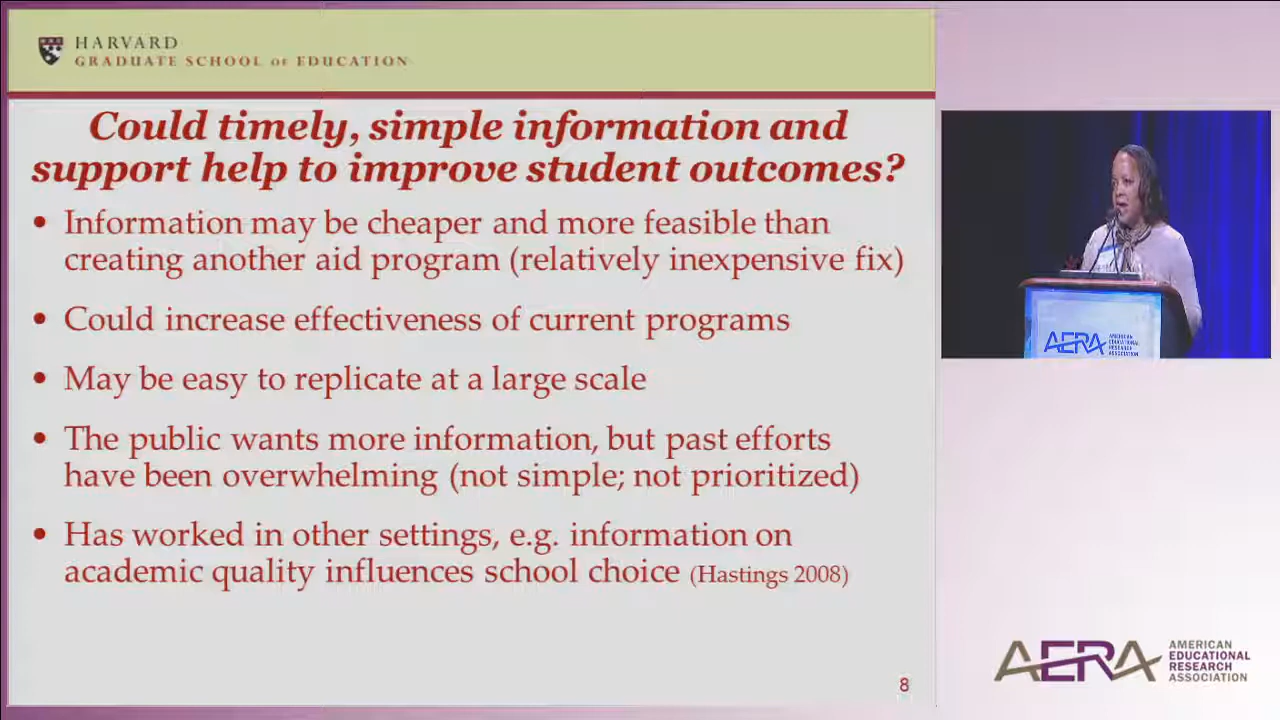 HARVARD
GRADUATE SCHOOL OF EDUCATION
Could timely, simple information and
support help to improve student outcomes?
• Information may be cheaper and more feasible than
creating another aid program (relatively inexpensive fix)
• Could increase effectiveness of current programs
• May be easy to replicate at a large scale
• The public wants more information, but past efforts
have been overwhelming (not simple; not prioritized)
• Has worked in other settings, e.g. information on
academic quality influences school choice (Hastings 2008)
8
AERA
AMERICAN
EDUCATIONAL
RESEARCH
ASSOCIATION
AERA
AMERICAN
EDUCATIONAL
RESEARCH
ASSOCIATION